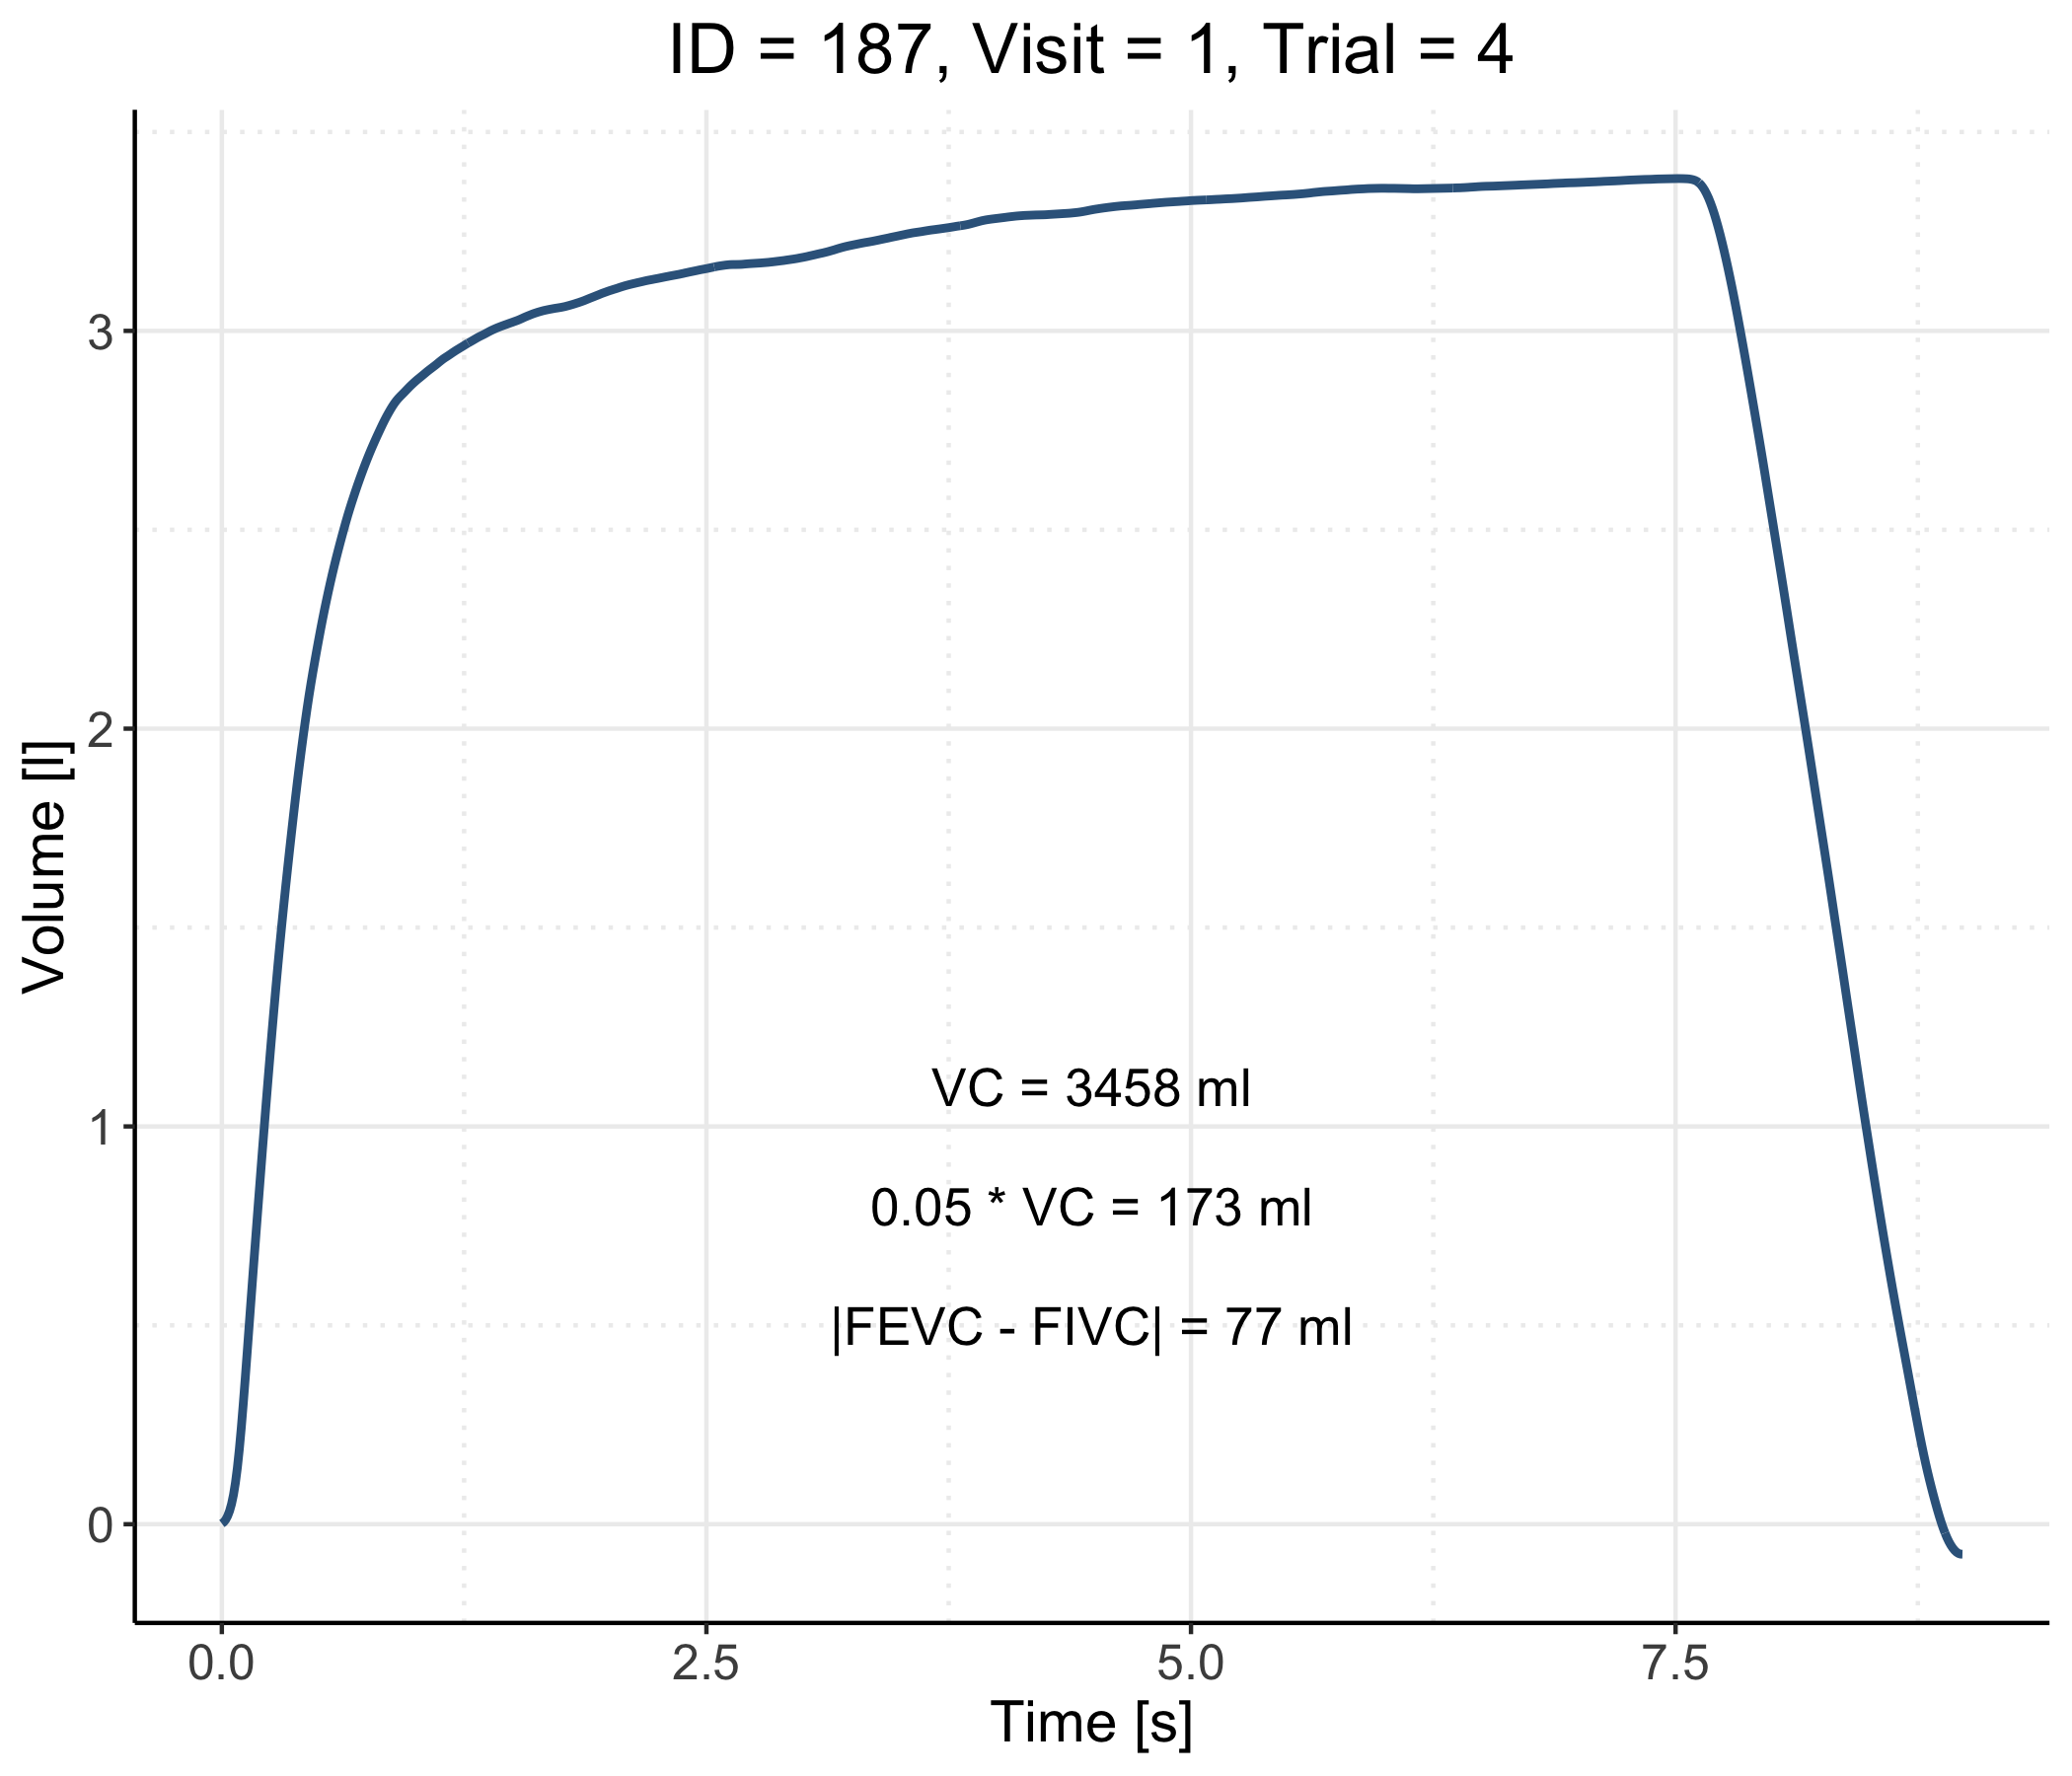 ID = 187, Visit = 1, Trial = 4
Volume [l]
3
2
1
0
VC = 3458 ml
0.05 * VC = 173 ml
|FEVC - FIVC| = 77 ml
0.0 2.5 5.0 7.5
Time [s]